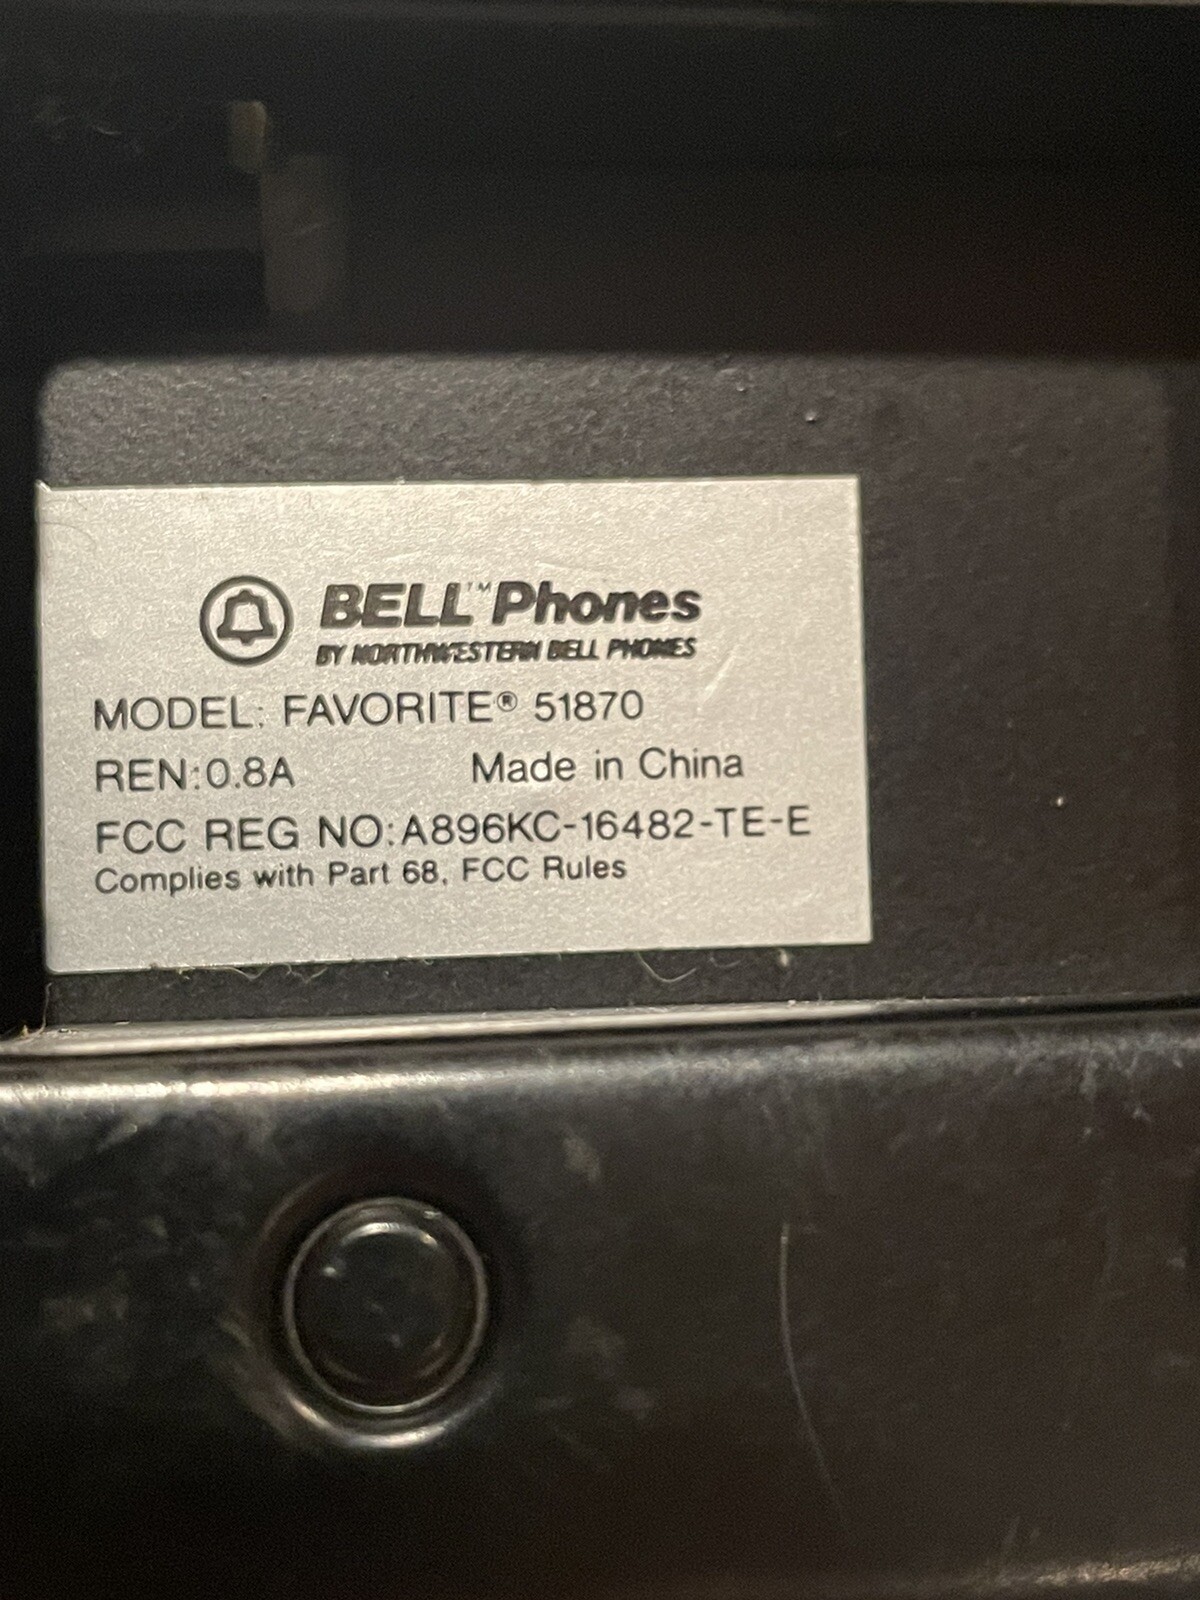 BELL™ Phones
BY NORTHWESTERN BELL PHONES
MODEL: FAVORITE® 51870
REN:0.8A Made in China
FCC REG NO:A896KC-16482-TE-E
Complies with Part 68, FCC Rules